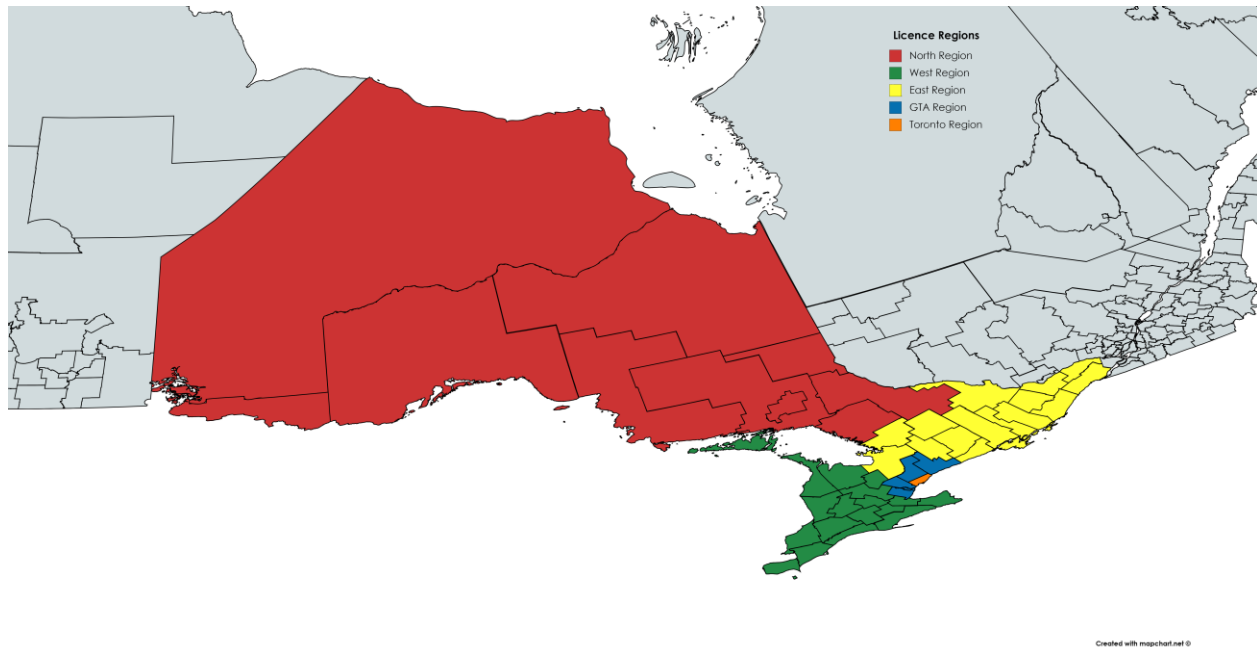 Licence Regions
North Region
West Region
East Region
GTA Region
Toronto Region
Created with mapchart.net ©